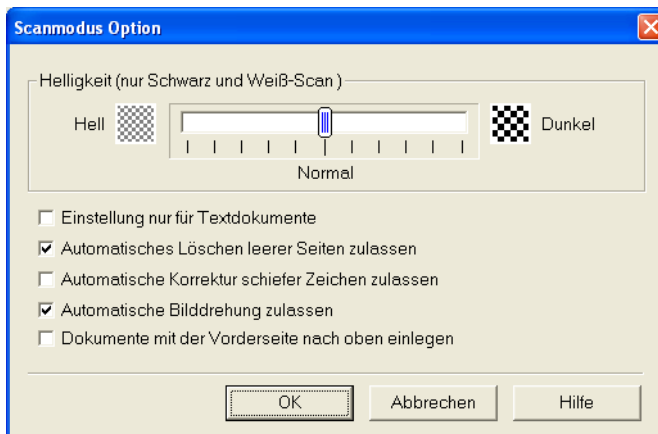 Scanmodus Option
Helligkeit (nur Schwarz und Weiß-Scan )
Hell
Dunkel
Normal
Einstellung nur für Textdokumente
Automatisches Löschen leerer Seiten zulassen
Automatische Korrektur schiefer Zeichen zulassen
Automatische Bilddrehung zulassen
Dokumente mit der Vorderseite nach oben einlegen
OK
Abbrechen
Hilfe